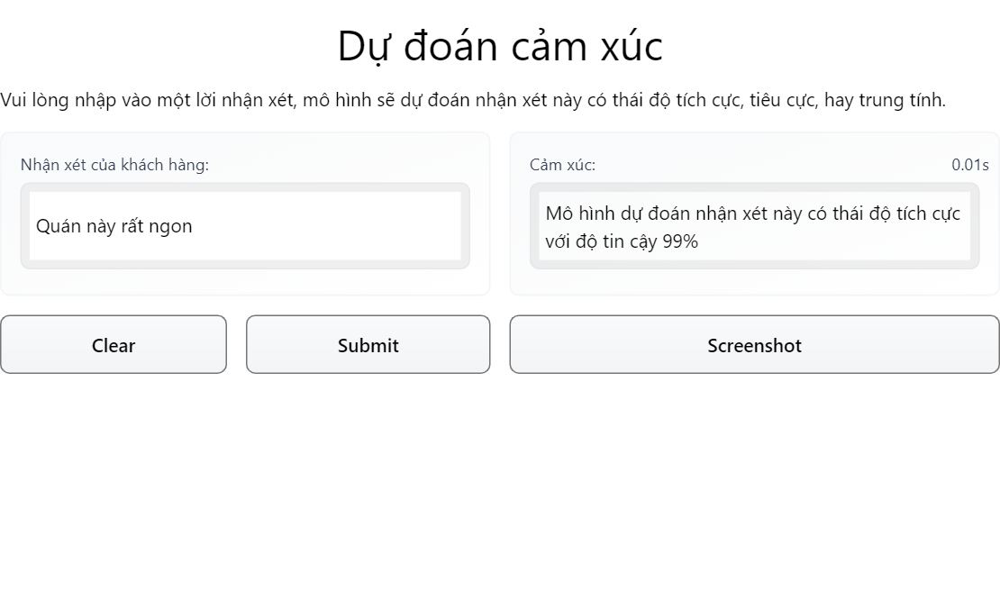 Dự đoán cảm xúc
Vui lòng nhập vào một lời nhận xét, mô hình sẽ dự đoán nhận xét này có thái độ tích cực, tiêu cực, hay trung tính.
Nhận xét của khách hàng:
Quán này rất ngon
Cảm xúc:
0.01s
Mô hình dự đoán nhận xét này có thái độ tích cực
với độ tin cậy 99%
Clear
Submit
Screenshot